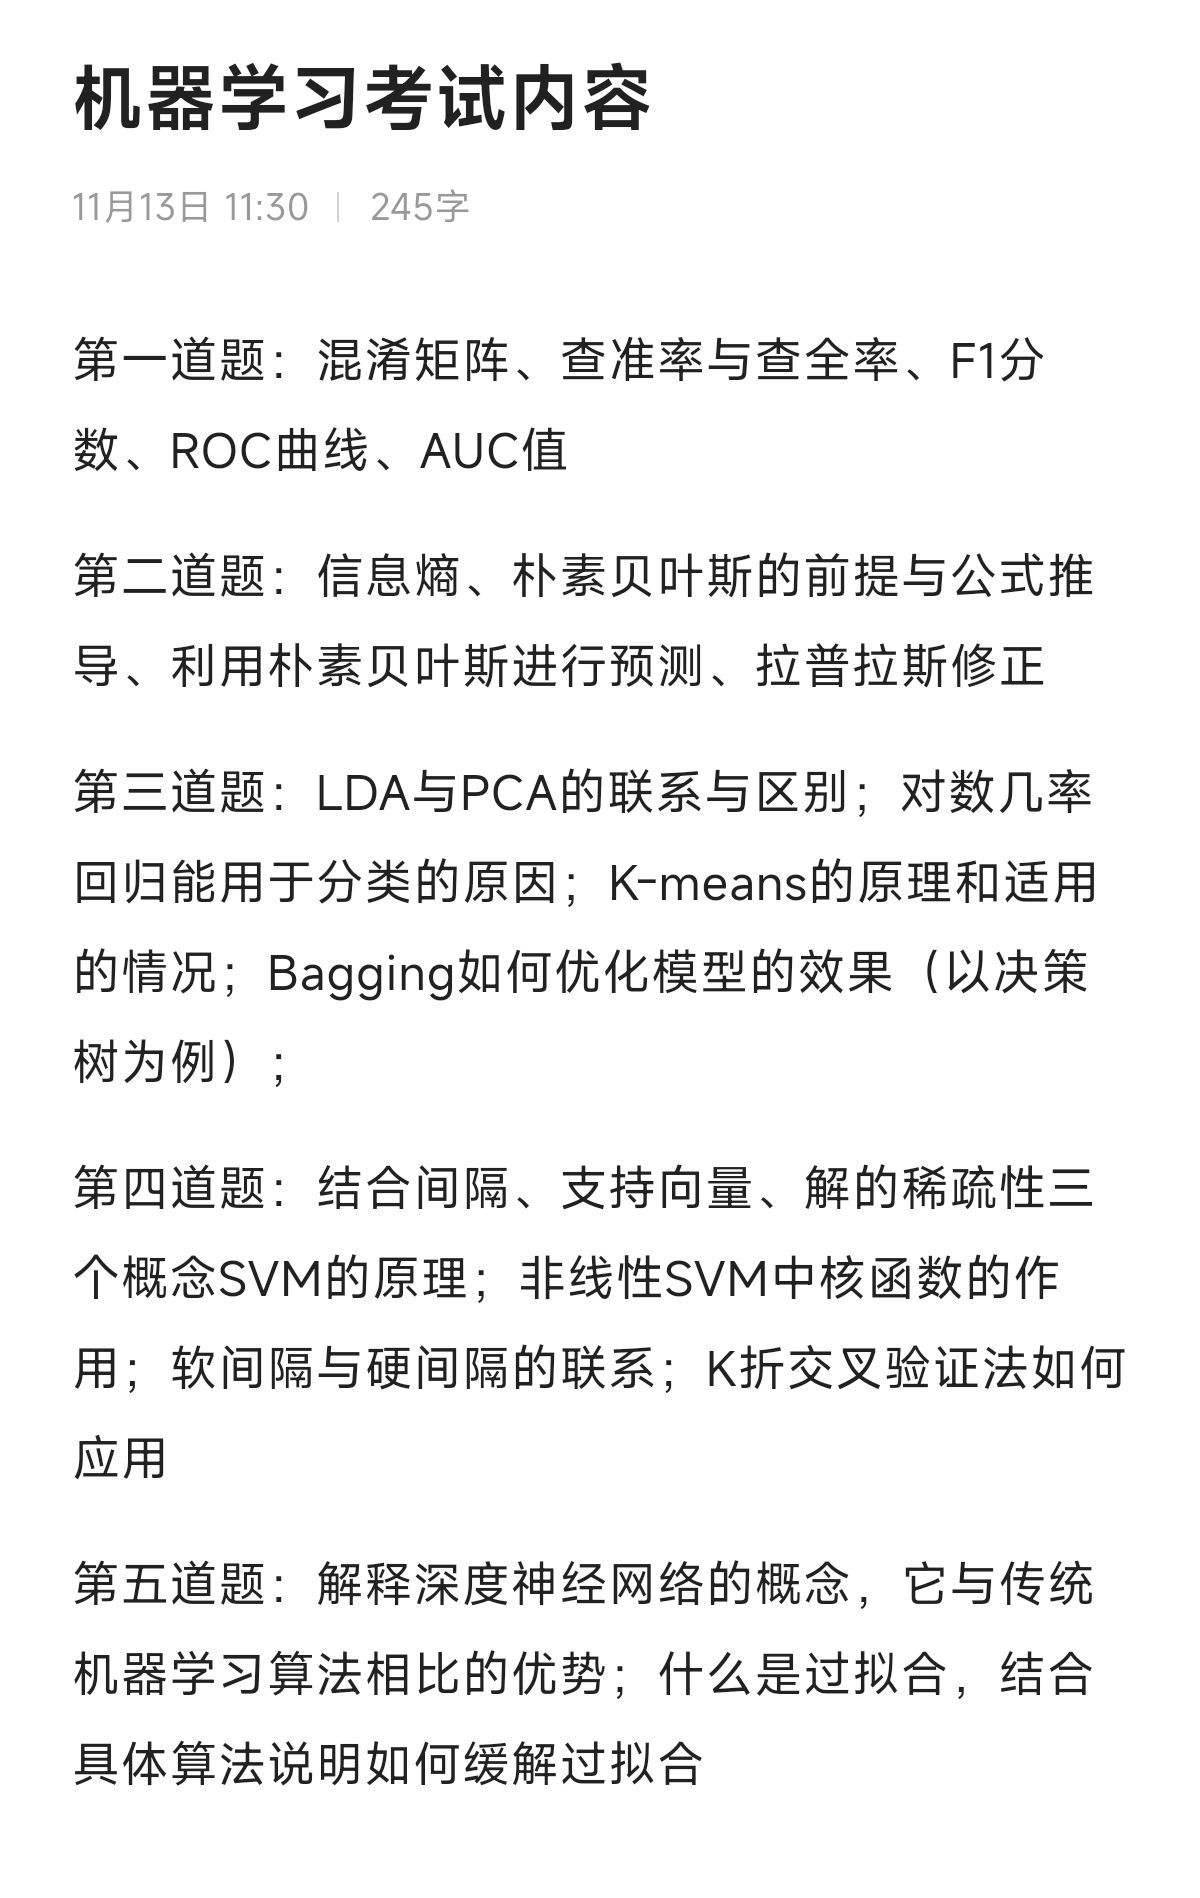 机器学习考试内容
11月13日 11:30 | 245字
第一道题：混淆矩阵、查准率与查全率、F1分
数、ROC曲线、AUC值
第二道题：信息熵、朴素贝叶斯的前提与公式推
导、利用朴素贝叶斯进行预测、拉普拉斯修正
第三道题：LDA与PCA的联系与区别；对数几率
回归能用于分类的原因；K-means的原理和适用
的情况；Bagging如何优化模型的效果（以决策
树为例）；
第四道题：结合间隔、支持向量、解的稀疏性三
个概念SVM的原理；非线性SVM中核函数的作
用；软间隔与硬间隔的联系；K折交叉验证法如何
应用
第五道题：解释深度神经网络的概念，它与传统
机器学习算法相比的优势；什么是过拟合，结合
具体算法说明如何缓解过拟合